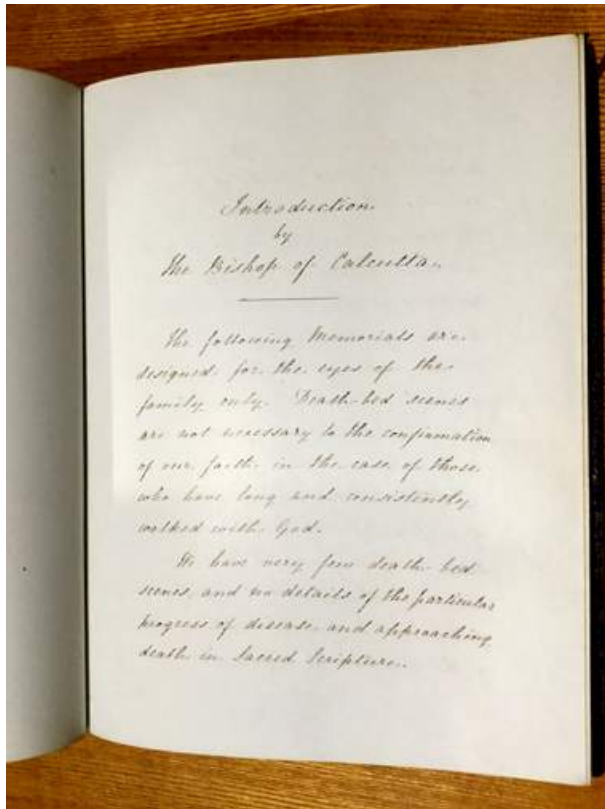 Introduction
by
The Bishop of Calcutta.
The following Memorials are
designed for the eyes of the
family only. Death-bed scenes
are not necessary to the confirmation
of our faith in the case of those
who have long and consistently
walked with God.
We have very few death-bed
scenes, and no details of the particular
progress of disease and approaching
death in Sacred Scripture.